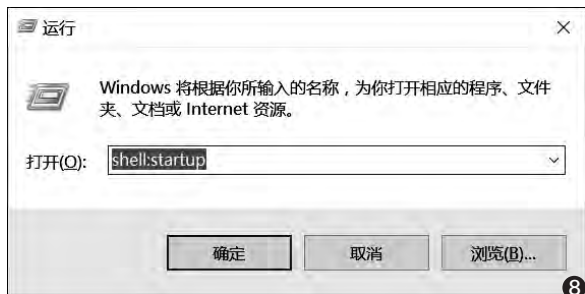 运行
Windows 将根据你所输入的名称，为你打开相应的程序、文件
夹、文档或 Internet 资源。
打开(O): shell:startup
确定 取消 浏览(B)...
8